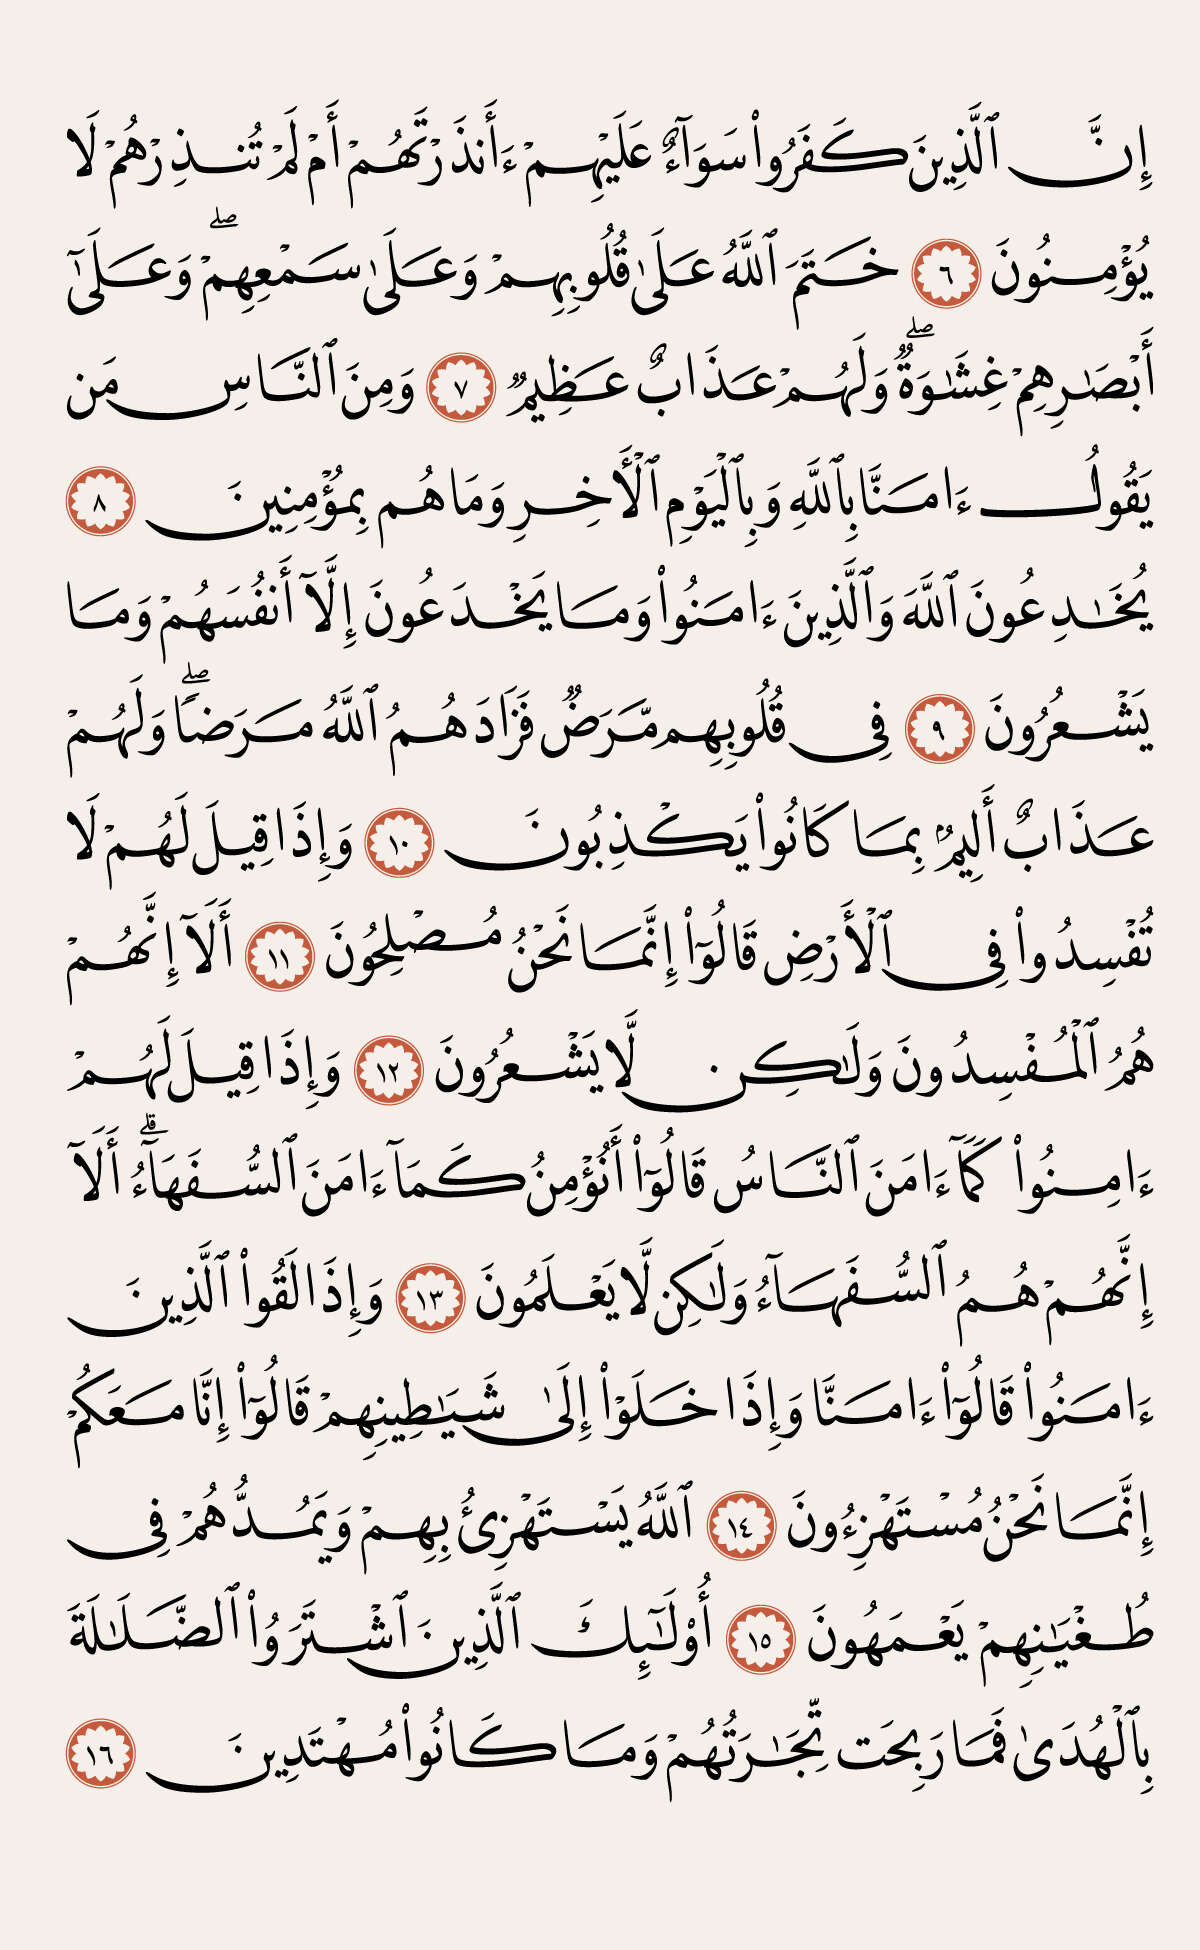 إِنَّ ٱلَّذِينَ كَفَرُوا۟ سَوَآءٌ عَلَيْهِمْ ءَأَنذَرْتَهُمْ أَمْ لَمْ تُنذِرْهُمْ لَا
يُؤْمِنُونَ ٦ خَتَمَ ٱللَّهُ عَلَىٰ قُلُوبِهِمْ وَعَلَىٰ سَمْعِهِمْ ۖ وَعَلَىٰٓ
أَبْصَـٰرِهِمْ غِشَـٰوَةٌ ۖ وَلَهُمْ عَذَابٌ عَظِيمٌ ٧ وَمِنَ ٱلنَّاسِ مَن
يَقُولُ ءَامَنَّا بِٱللَّهِ وَبِٱلْيَوْمِ ٱلْأَخِرِ وَمَا هُم بِمُؤْمِنِينَ ٨
يُخَـٰدِعُونَ ٱللَّهَ وَٱلَّذِينَ ءَامَنُوا۟ وَمَا يَخْدَعُونَ إِلَّآ أَنفُسَهُمْ وَمَا
يَشْعُرُونَ ٩ فِى قُلُوبِهِم مَّرَضٌ فَزَادَهُمُ ٱللَّهُ مَرَضًا ۖ وَلَهُمْ
عَذَابٌ أَلِيمٌۢ بِمَا كَانُوا۟ يَكْذِبُونَ ١٠ وَإِذَا قِيلَ لَهُمْ لَا
تُفْسِدُوا۟ فِى ٱلْأَرْضِ قَالُوٓا۟ إِنَّمَا نَحْنُ مُصْلِحُونَ ١١ أَلَآ إِنَّهُمْ
هُمُ ٱلْمُفْسِدُونَ وَلَـٰكِن لَّا يَشْعُرُونَ ١٢ وَإِذَا قِيلَ لَهُمْ
ءَامِنُوا۟ كَمَآ ءَامَنَ ٱلنَّاسُ قَالُوٓا۟ أَنُؤْمِنُ كَمَآ ءَامَنَ ٱلسُّفَهَآءُ ۗ أَلَآ
إِنَّهُمْ هُمُ ٱلسُّفَهَآءُ وَلَـٰكِن لَّا يَعْلَمُونَ ١٣ وَإِذَا لَقُوا۟ ٱلَّذِينَ
ءَامَنُوا۟ قَالُوٓا۟ ءَامَنَّا وَإِذَا خَلَوْا۟ إِلَىٰ شَيَـٰطِينِهِمْ قَالُوٓا۟ إِنَّا مَعَكُمْ
إِنَّمَا نَحْنُ مُسْتَهْزِءُونَ ١٤ ٱللَّهُ يَسْتَهْزِئُ بِهِمْ وَيَمُدُّهُمْ فِى
طُغْيَـٰنِهِمْ يَعْمَهُونَ ١٥ أُو۟لَـٰٓئِكَ ٱلَّذِينَ ٱشْتَرَوُا۟ ٱلضَّلَـٰلَةَ
بِٱلْهُدَىٰ فَمَا رَبِحَت تِّجَـٰرَتُهُمْ وَمَا كَانُوا۟ مُهْتَدِينَ ١٦